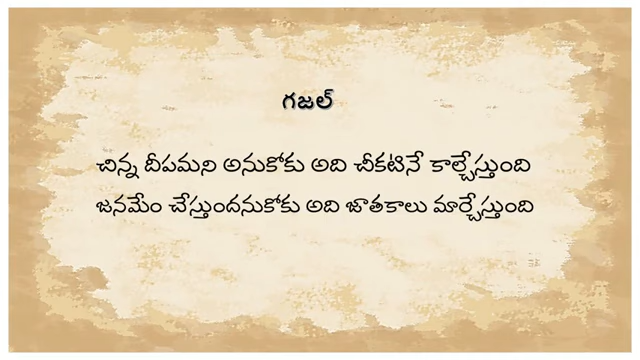 గజల్
చిన్న దీపమని అనుకోకు అది చీకటినే కాల్చేస్తుంది
జనమేం చేస్తుందనుకోకు అది జాతకాలు మార్చేస్తుంది